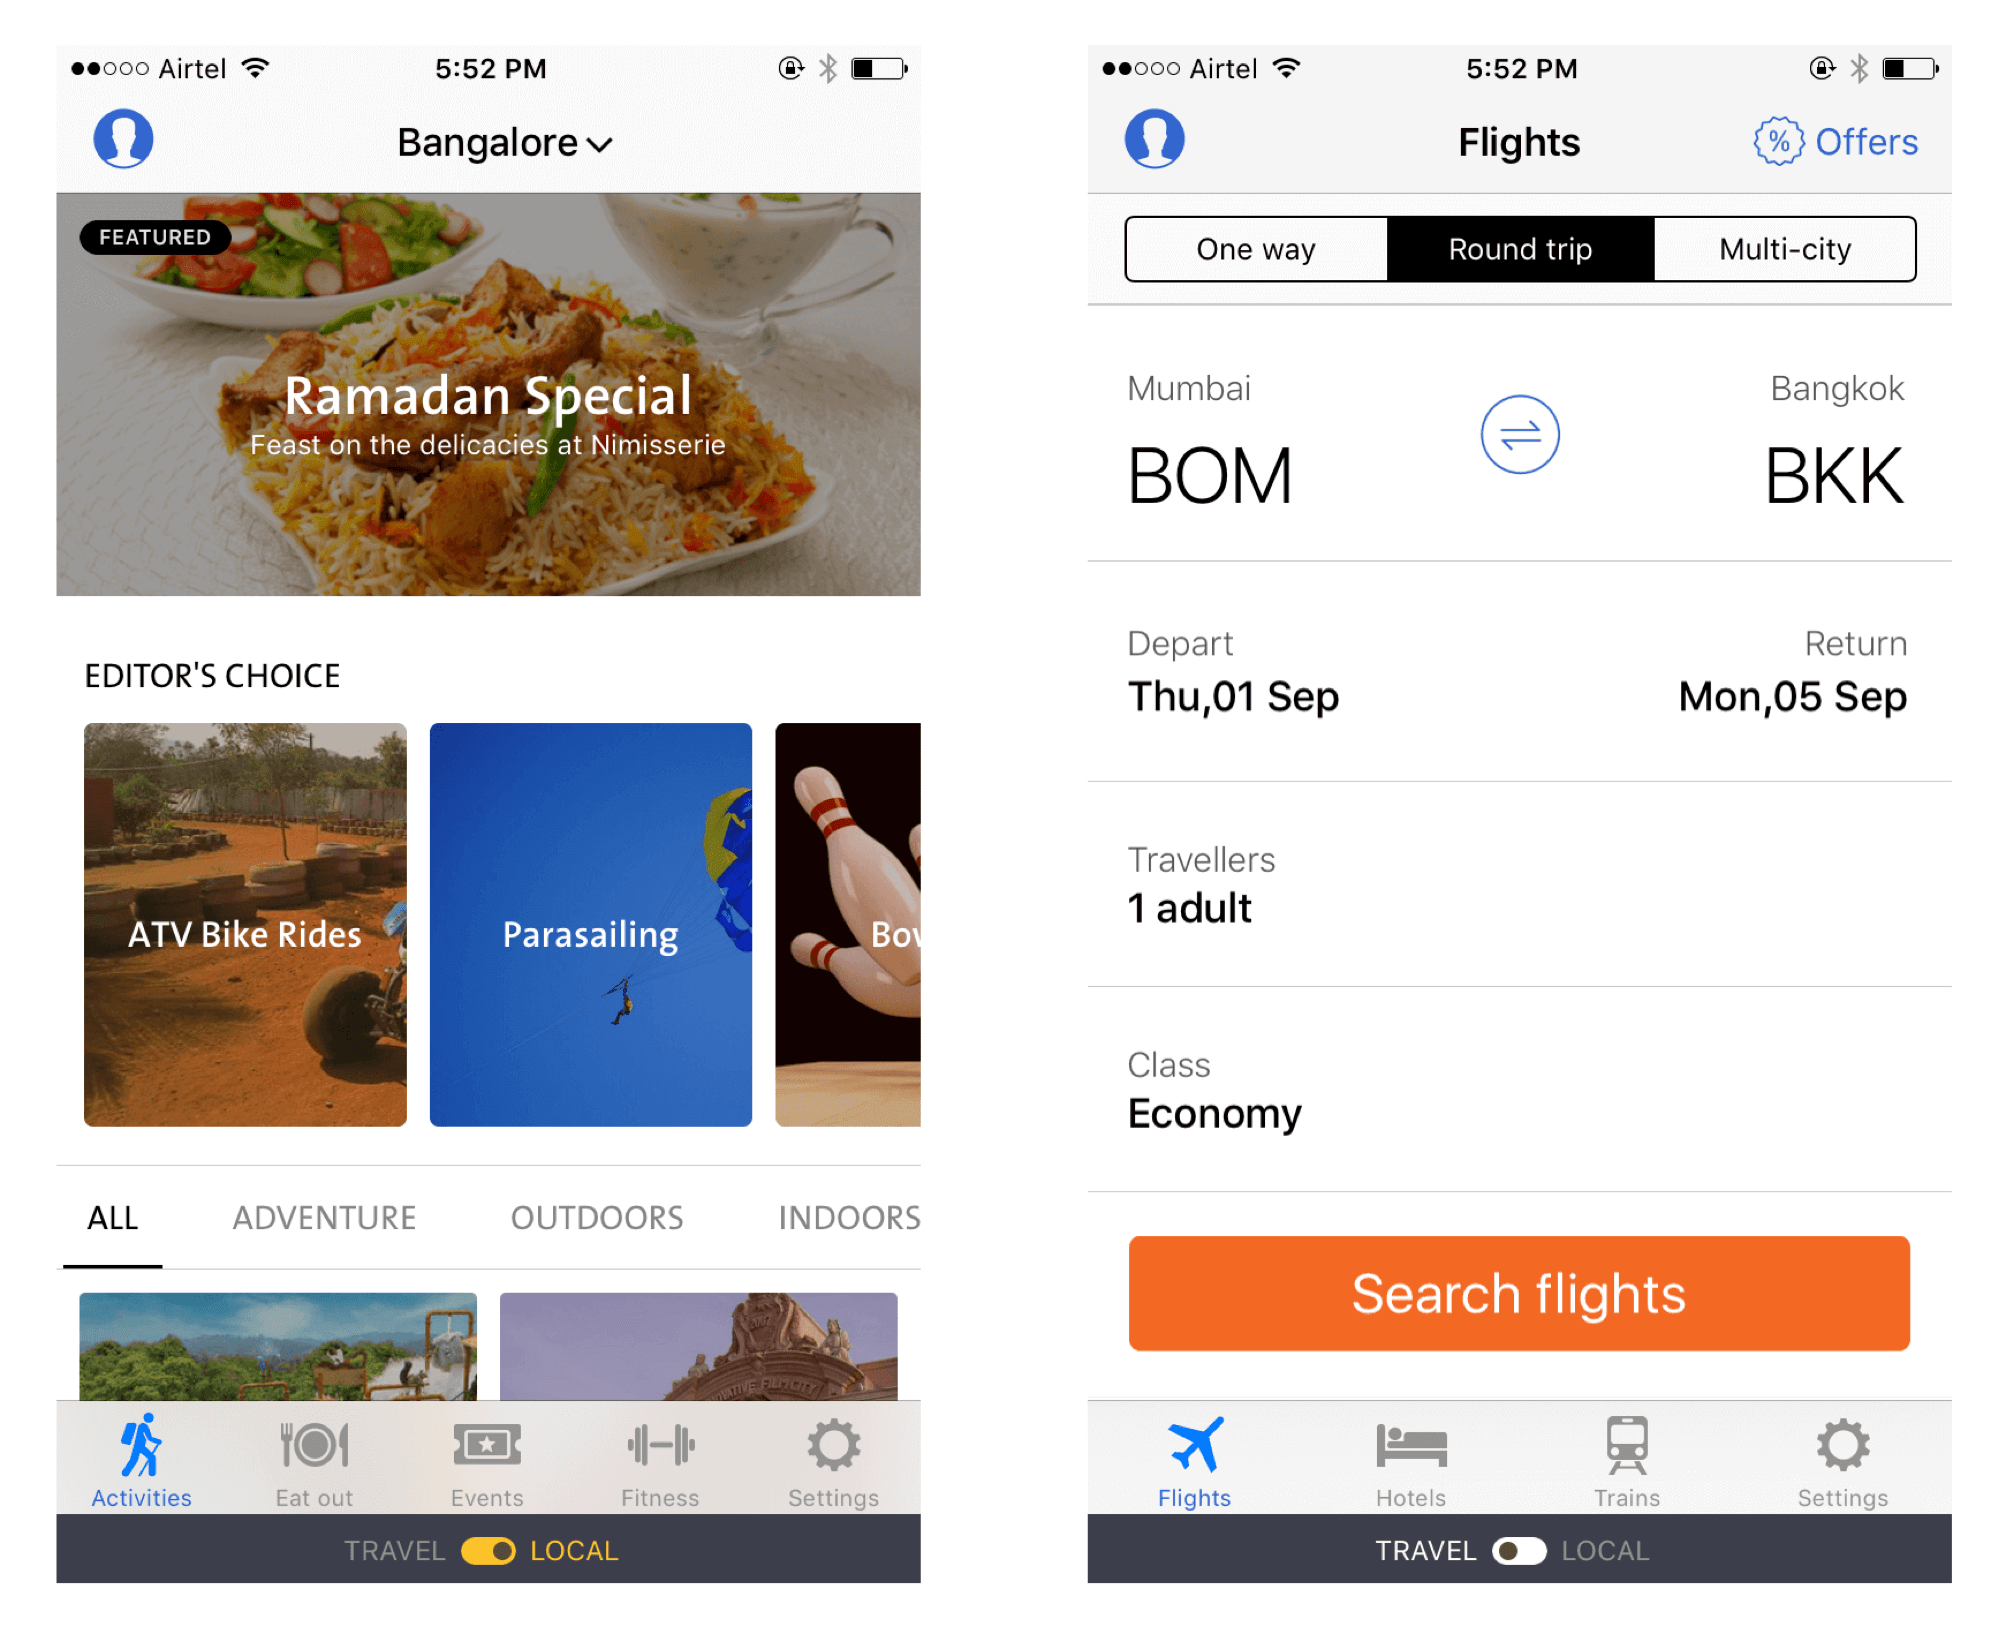 Airtel
5:52 PM
Bangalore
FEATURED
Ramadan Special
Feast on the delicacies at Nimisserie
EDITOR'S CHOICE
ATV Bike Rides
Parasailing
Bow
ALL ADVENTURE OUTDOORS INDOORS
Activities Eat out Events Fitness Settings
TRAVEL LOCAL
Airtel
5:52 PM
Flights
% Offers
One way Round trip Multi-city
Mumbai Bangkok
BOM BKK
Depart Return
Thu,01 Sep Mon,05 Sep
Travellers
1 adult
Class
Economy
Search flights
Flights Hotels Trains Settings
TRAVEL LOCAL